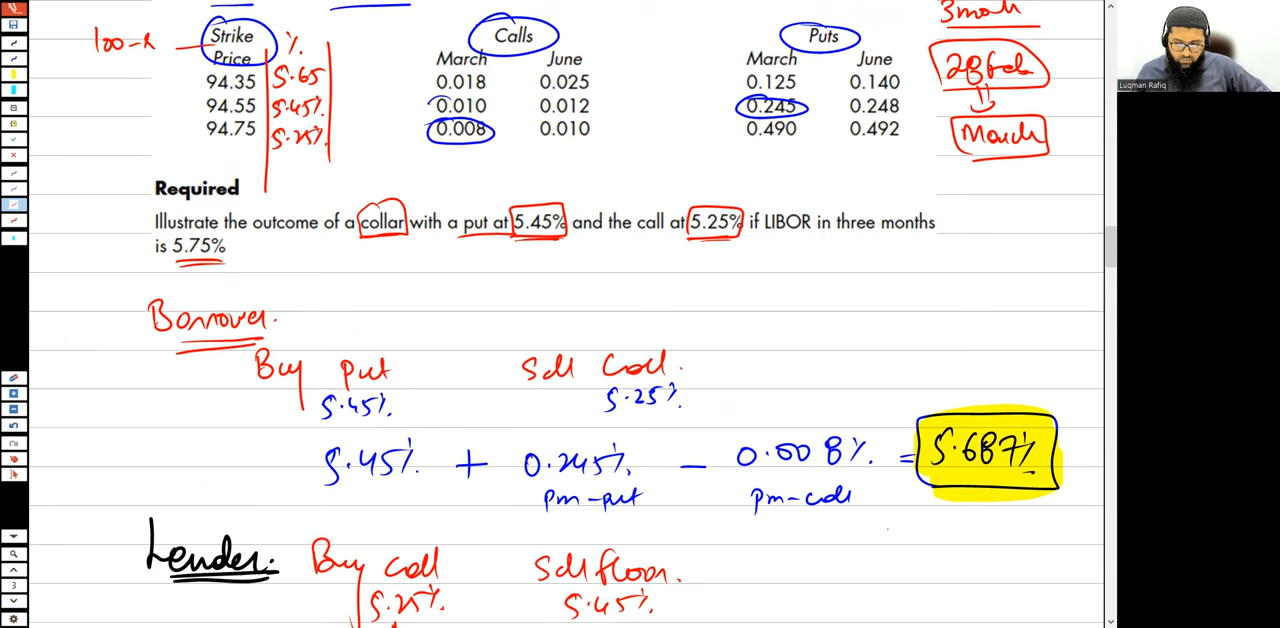 3month
100-R
Strike Price % Calls Puts
March June March June
94.35 5.65 0.018 0.025 0.125 0.140
94.55 5.45% 0.010 0.012 0.245 0.248
94.75 5.25% 0.008 0.010 0.490 0.492
28 feb
March
Luqman Rafiq
Required
Illustrate the outcome of a collar with a put at 5.45% and the call at 5.25% if LIBOR in three months
is 5.75%
Borrower.
Buy put Sell Call.
5.45% 5.25%
5.45% + 0.245% - 0.008% = 5.687%
pm-put pm-call
Lender. Buy call Sell floor.
5.25% 5.45%
3